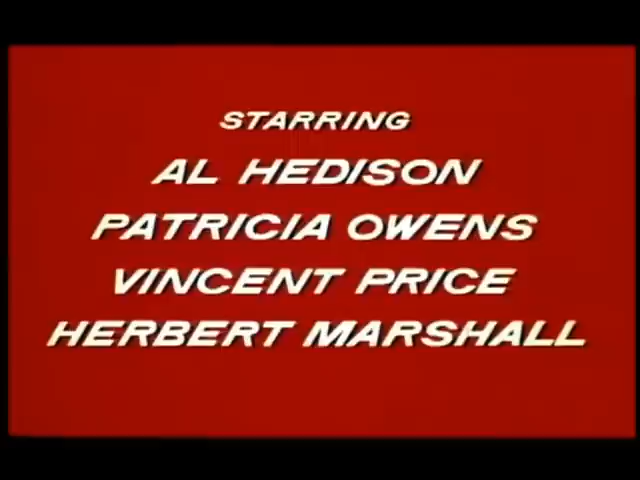 STARRING
AL HEDISON
PATRICIA OWENS
VINCENT PRICE
HERBERT MARSHALL